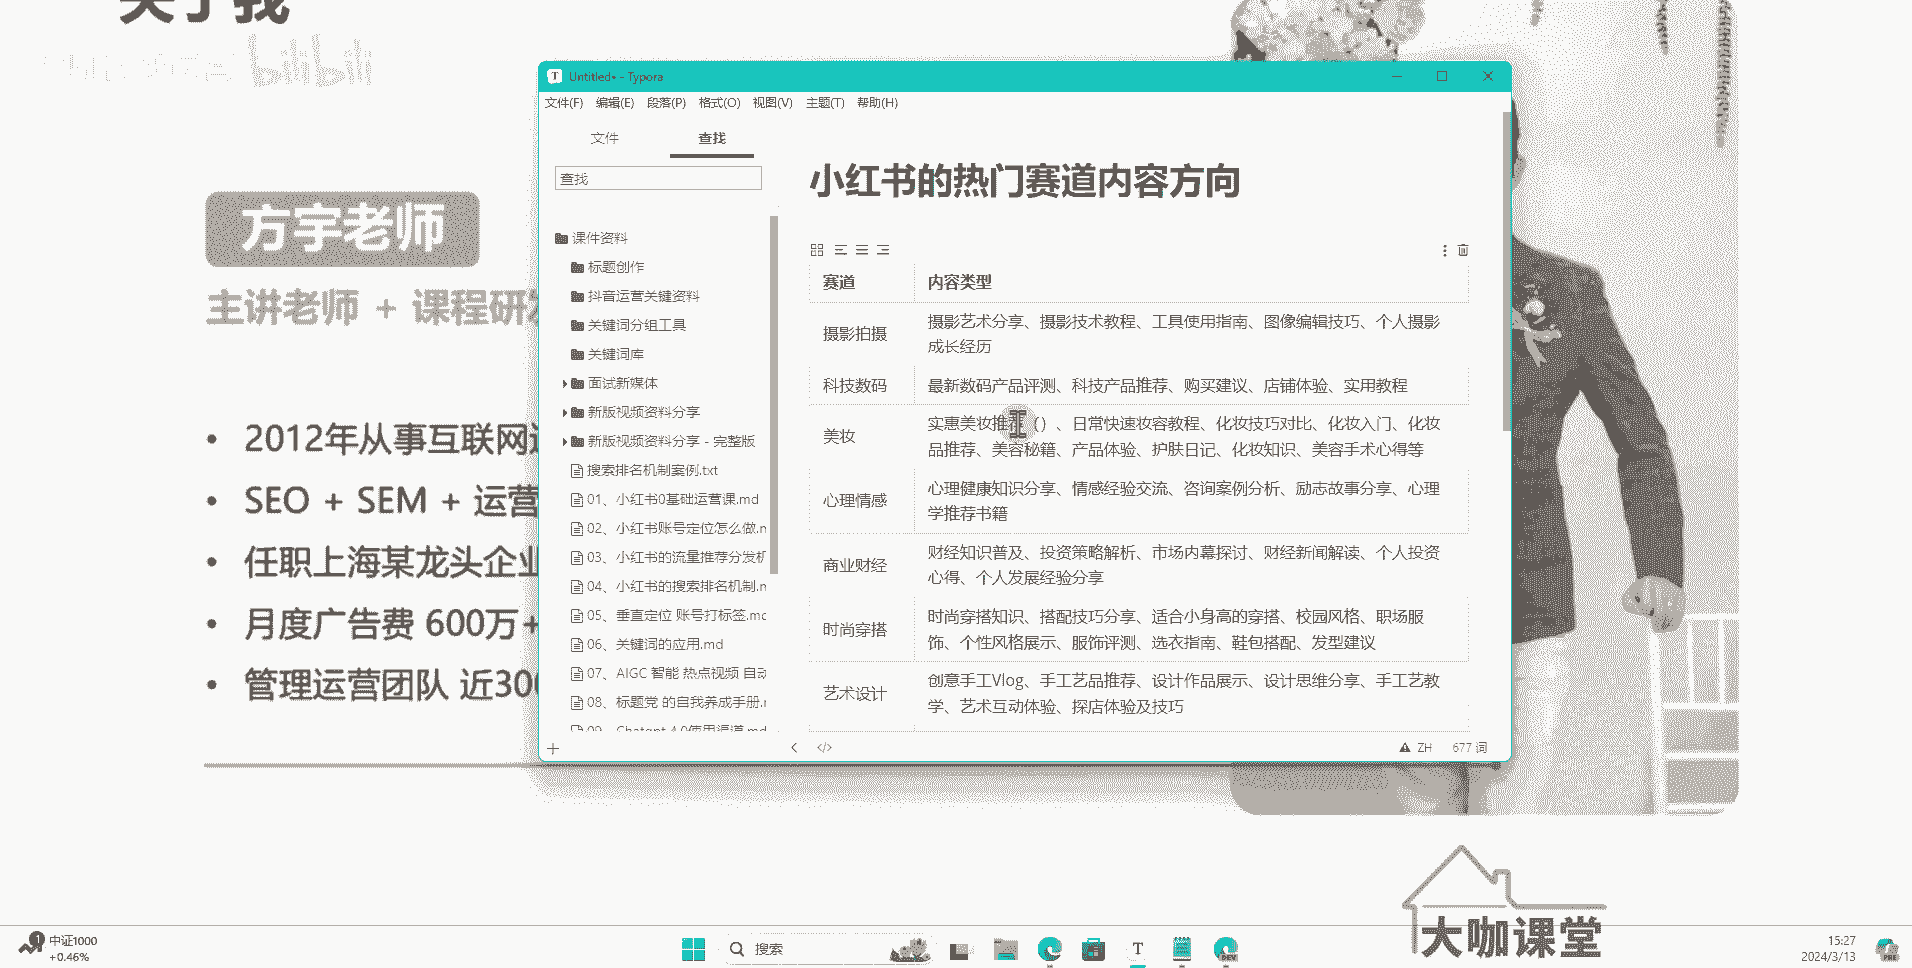 关于我
bilibili
方宇老师
主讲老师 + 课程研发
• 2012年从事互联网运
• SEO + SEM + 运营
• 任职上海某龙头企业
• 月度广告费 600万+
• 管理运营团队 近300
Untitled• - Typora
文件(F) 编辑(E) 段落(P) 格式(O) 视图(V) 主题(T) 帮助(H)
文件 查找
查找
课件资料
标题创作
抖音运营关键资料
关键词分组工具
关键词库
面试新媒体
新版视频资料分享
新版视频资料分享 - 完整版
搜索排名机制案例.txt
01、小红书0基础运营课.md
02、小红书账号定位怎么做.m
03、小红书的流量推荐分发机
04、小红书的搜索排名机制.m
05、垂直定位 账号打标签.mc
06、关键词的应用.md
07、AIGC 智能 热点视频 自动
08、标题党 的自我养成手册.r
09、Chatgpt 4.0使用渠道.md
小红书的热门赛道内容方向
赛道 内容类型
摄影拍摄 摄影艺术分享、摄影技术教程、工具使用指南、图像编辑技巧、个人摄影
成长经历
科技数码 最新数码产品评测、科技产品推荐、购买建议、店铺体验、实用教程
美妆 实惠美妆推荐（）、日常快速妆容教程、化妆技巧对比、化妆入门、化妆
品推荐、美容秘籍、产品体验、护肤日记、化妆知识、美容手术心得等
心理情感 心理健康知识分享、情感经验交流、咨询案例分析、励志故事分享、心理
学推荐书籍
商业财经 财经知识普及、投资策略解析、市场内幕探讨、财经新闻解读、个人投资
心得、个人发展经验分享
时尚穿搭 时尚穿搭知识、搭配技巧分享、适合小身高的穿搭、校园风格、职场服
饰、个性风格展示、服饰评测、选衣指南、鞋包搭配、发型建议
艺术设计 创意手工Vlog、手工艺品推荐、设计作品展示、设计思维分享、手工艺教
学、艺术互动体验、探店体验及技巧
ZH 677 词
大咖课堂
1 中证1000
+0.46%
搜索
T
DEV
15:27
2024/3/13
PRE